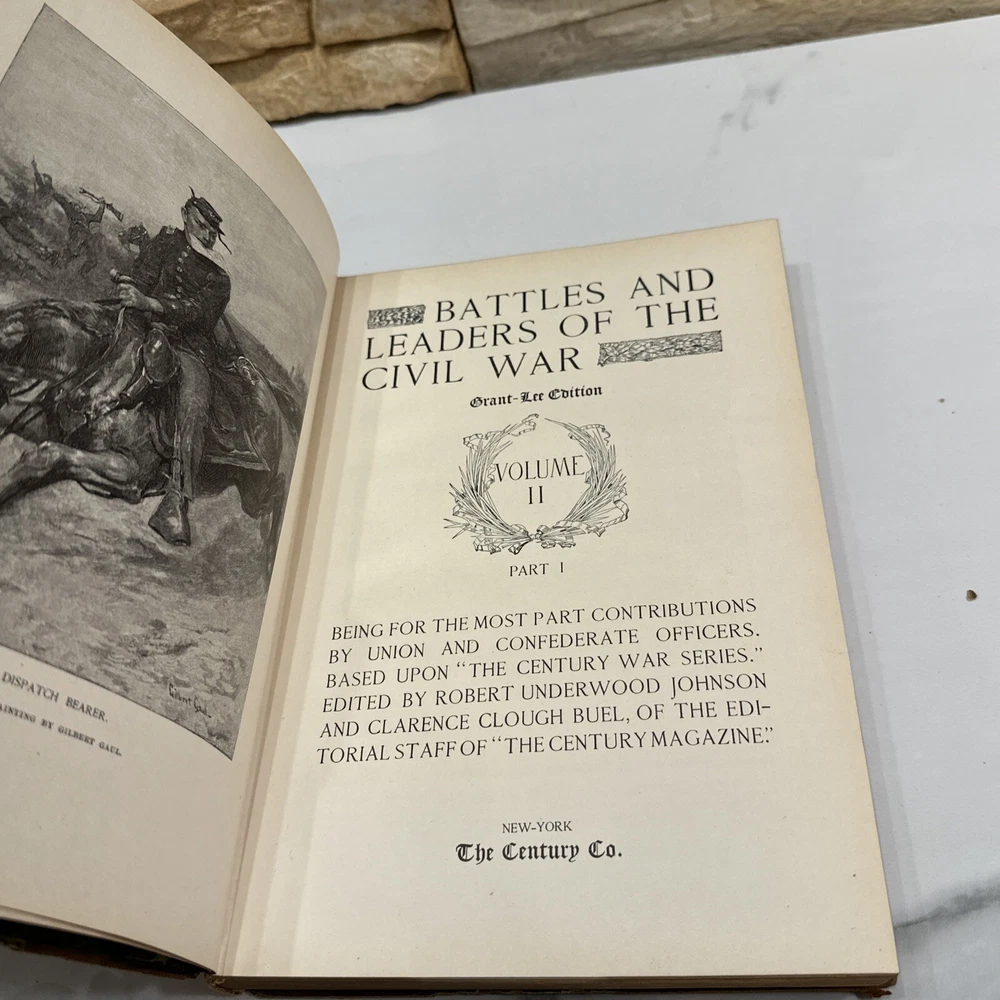 DISPATCH BEARER.
PAINTING BY GILBERT GAUL.
Gilbert Gaul
BATTLES AND
LEADERS OF THE
CIVIL WAR
Grant-Lee Edition
VOLUME
II
PART I
BEING FOR THE MOST PART CONTRIBUTIONS
BY UNION AND CONFEDERATE OFFICERS.
BASED UPON "THE CENTURY WAR SERIES."
EDITED BY ROBERT UNDERWOOD JOHNSON
AND CLARENCE CLOUGH BUEL, OF THE EDI-
TORIAL STAFF OF "THE CENTURY MAGAZINE."
NEW-YORK
The Century Co.